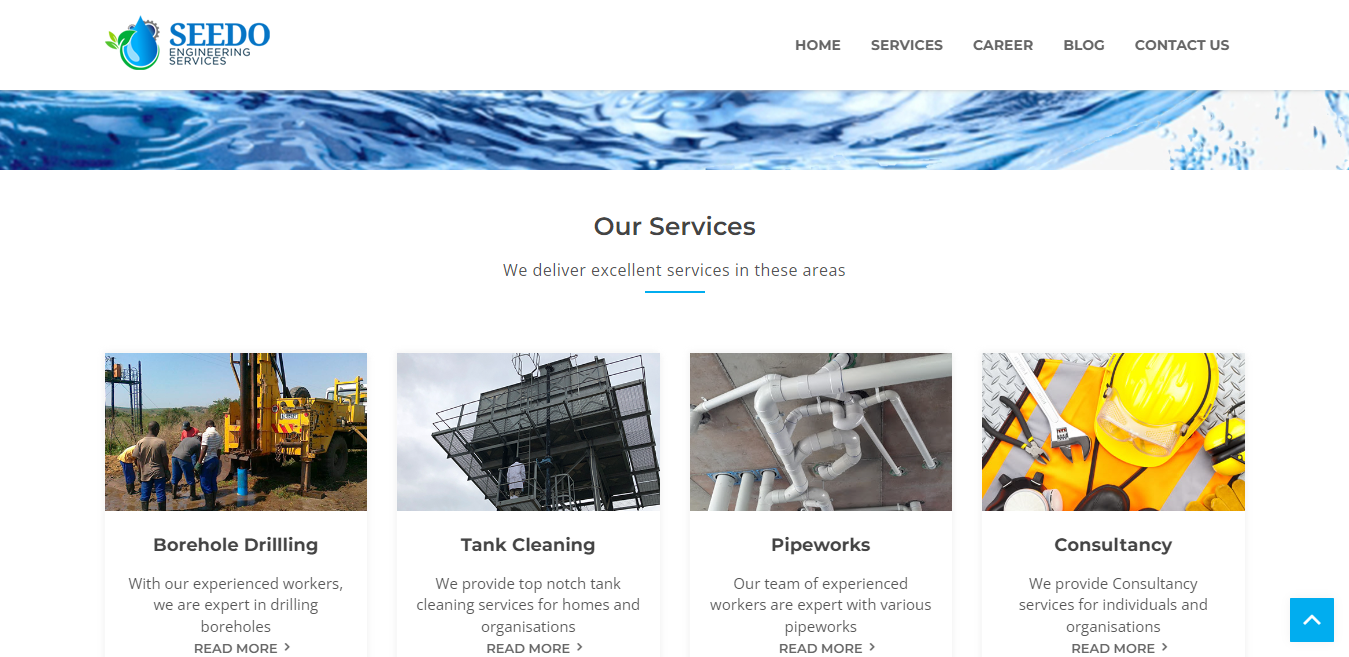 SEEDO
ENGINEERING
SERVICES
HOME SERVICES CAREER BLOG CONTACT US
Our Services
We deliver excellent services in these areas
Borehole Drillling
With our experienced workers,
we are expert in drilling
boreholes
READ MORE
Tank Cleaning
We provide top notch tank
cleaning services for homes and
organisations
READ MORE
Pipeworks
Our team of experienced
workers are expert with various
pipeworks
READ MORE
Consultancy
We provide Consultancy
services for individuals and
organisations
READ MORE